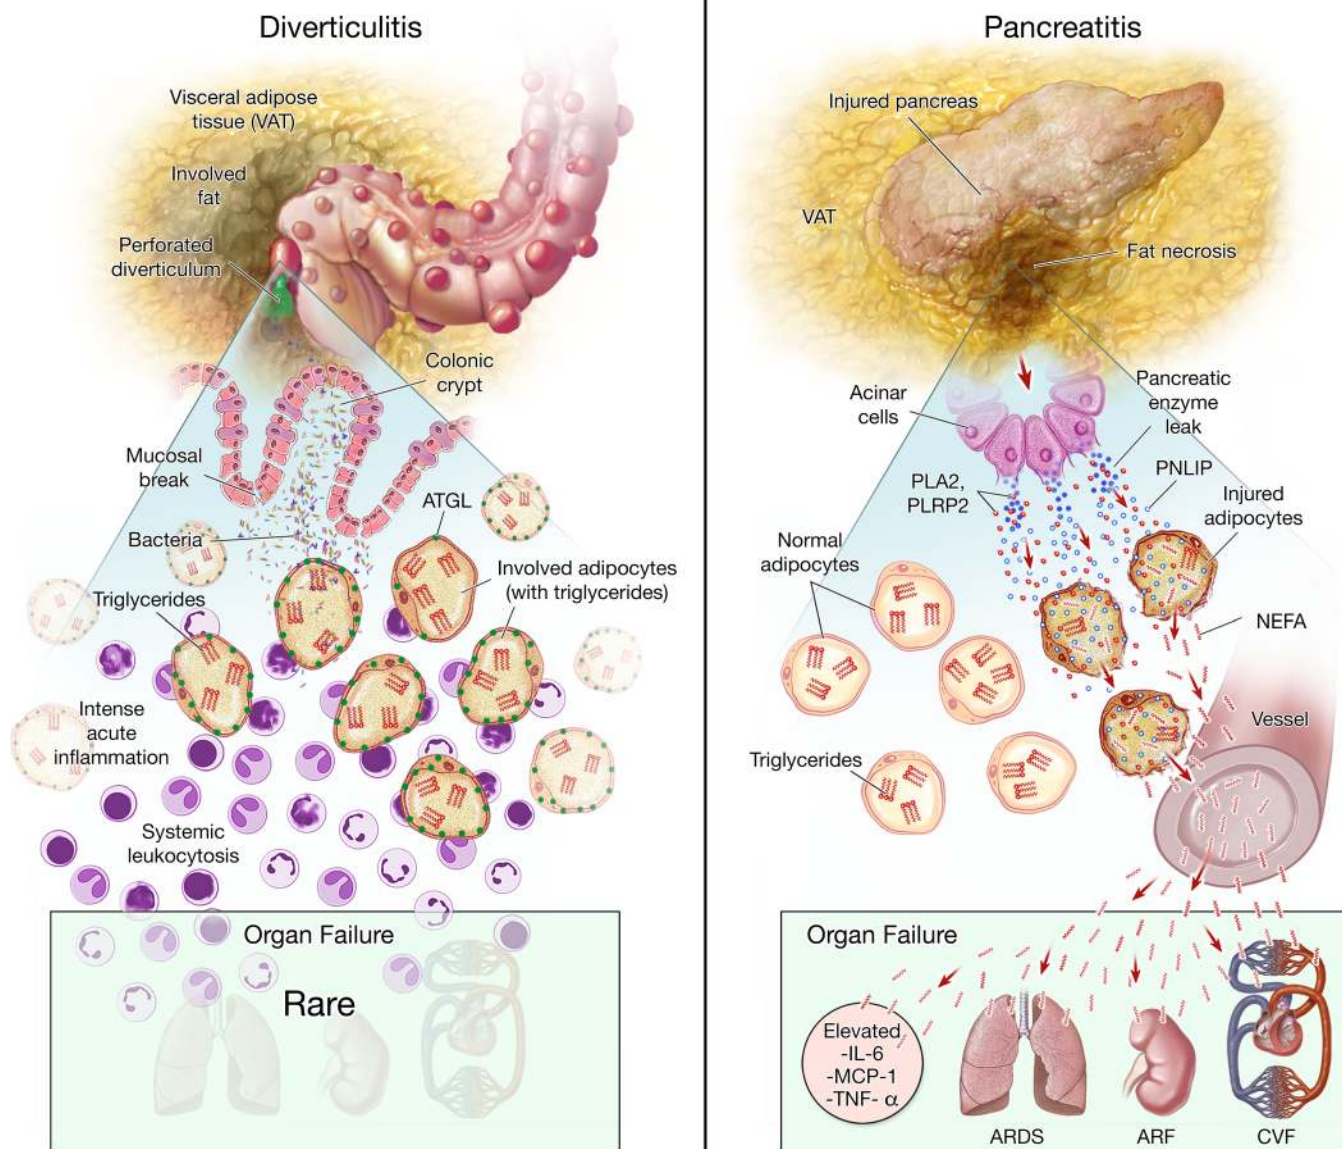 Diverticulitis
Visceral adipose
tissue (VAT)
Involved
fat
Perforated
diverticulum
Colonic
crypt
Mucosal
break
ATGL
Bacteria
Involved adipocytes
(with triglycerides)
Triglycerides
Intense
acute
inflammation
Systemic
leukocytosis
Organ Failure
Rare
Pancreatitis
Injured pancreas
VAT
Fat necrosis
Acinar
cells
Pancreatic
enzyme
leak
PLA2,
PLRP2
PNLIP
Injured
adipocytes
Normal
adipocytes
NEFA
Vessel
Triglycerides
Organ Failure
Elevated
-IL-6
-MCP-1
-TNF- α
ARDS
ARF
CVF